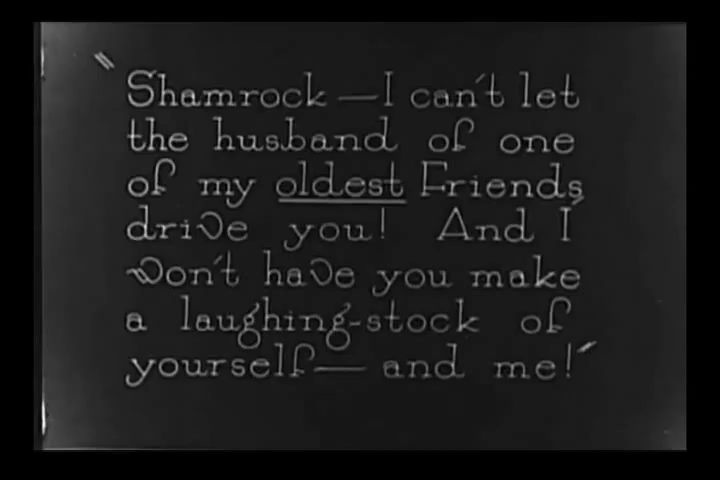 "Shamrock—I can't let
the husband of one
of my oldest Friends
drive you! And I
won't have you make
a laughing-stock of
yourself— and me!"